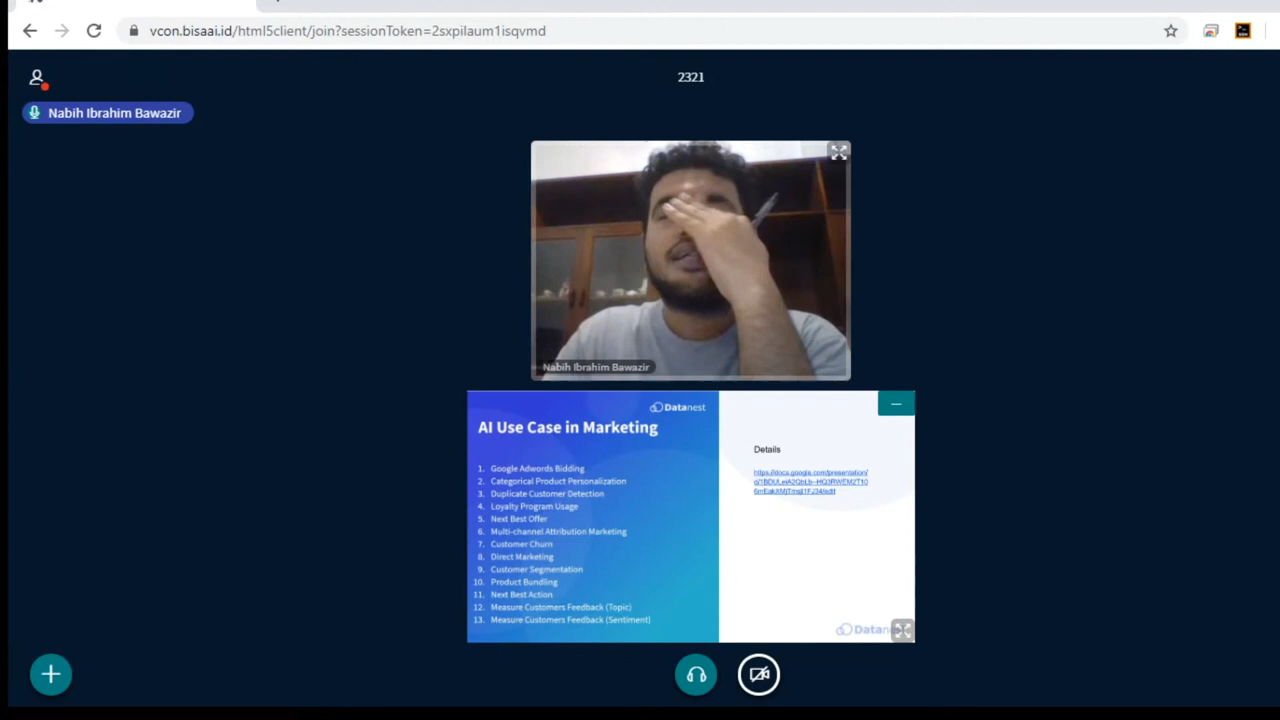 vcon.bisaai.id/html5client/join?sessionToken=2sxpilaum1isqvmd
2321
Nabih Ibrahim Bawazir
Nabih Ibrahim Bawazir
Datanest
AI Use Case in Marketing
1. Google Adwords Bidding
2. Categorical Product Personalization
3. Duplicate Customer Detection
4. Loyalty Program Usage
5. Next Best Offer
6. Multi-channel Attribution Marketing
7. Customer Churn
8. Direct Marketing
9. Customer Segmentation
10. Product Bundling
11. Next Best Action
12. Measure Customers Feedback (Topic)
13. Measure Customers Feedback (Sentiment)
Details
https://docs.google.com/presentation/